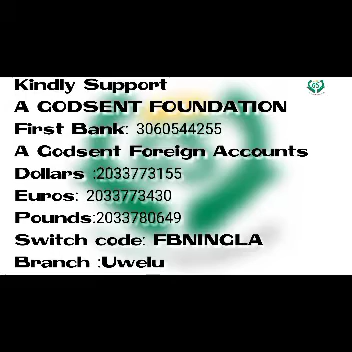 Kindly Support
A GODSENT FOUNDATION
First Bank: 3060544255
A Godsent Foreign Accounts
Dollars :2033773155
Euros: 2033773430
Pounds:2033780649
Switch code: FBNINGLA
Branch :Uwelu